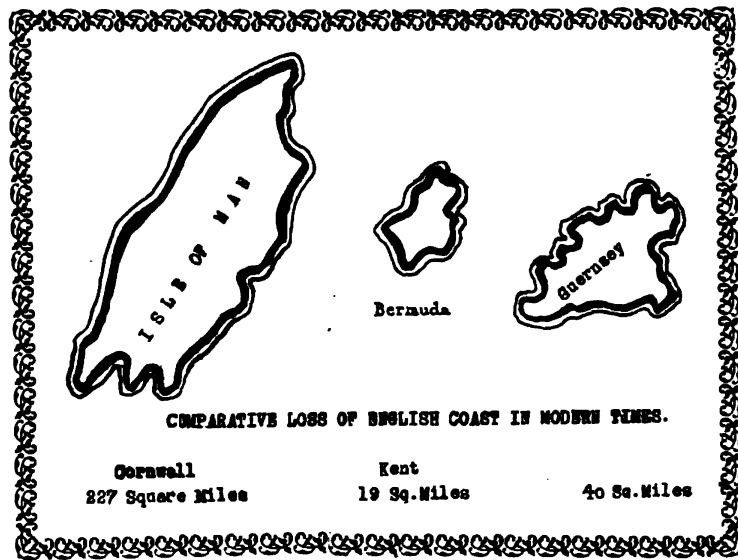 ISLE OF MAN
Guernsey
Bermuda
COMPARATIVE LOSS OF ENGLISH COAST IN MODERN TIMES.
Cornwall Kent
227 Square Miles 19 Sq.Miles 40 Sq.Miles